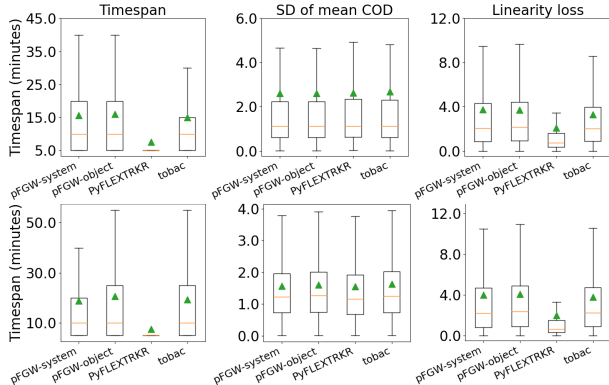 Timespan
SD of mean COD
Linearity loss
Timespan (minutes)
45.0
35.0
25.0
15.0
5.0
pFGW-system
pFGW-object
PyFLEXTRKR
tobac
6.0
4.0
2.0
0.0
pFGW-system
pFGW-object
PyFLEXTRKR
tobac
12.0
8.0
4.0
0.0
pFGW-system
pFGW-object
PyFLEXTRKR
tobac
Timespan (minutes)
50.0
30.0
10.0
pFGW-system
pFGW-object
PyFLEXTRKR
tobac
4.0
3.0
2.0
1.0
0.0
pFGW-system
pFGW-object
PyFLEXTRKR
tobac
12.0
8.0
4.0
0.0
pFGW-system
pFGW-object
PyFLEXTRKR
tobac